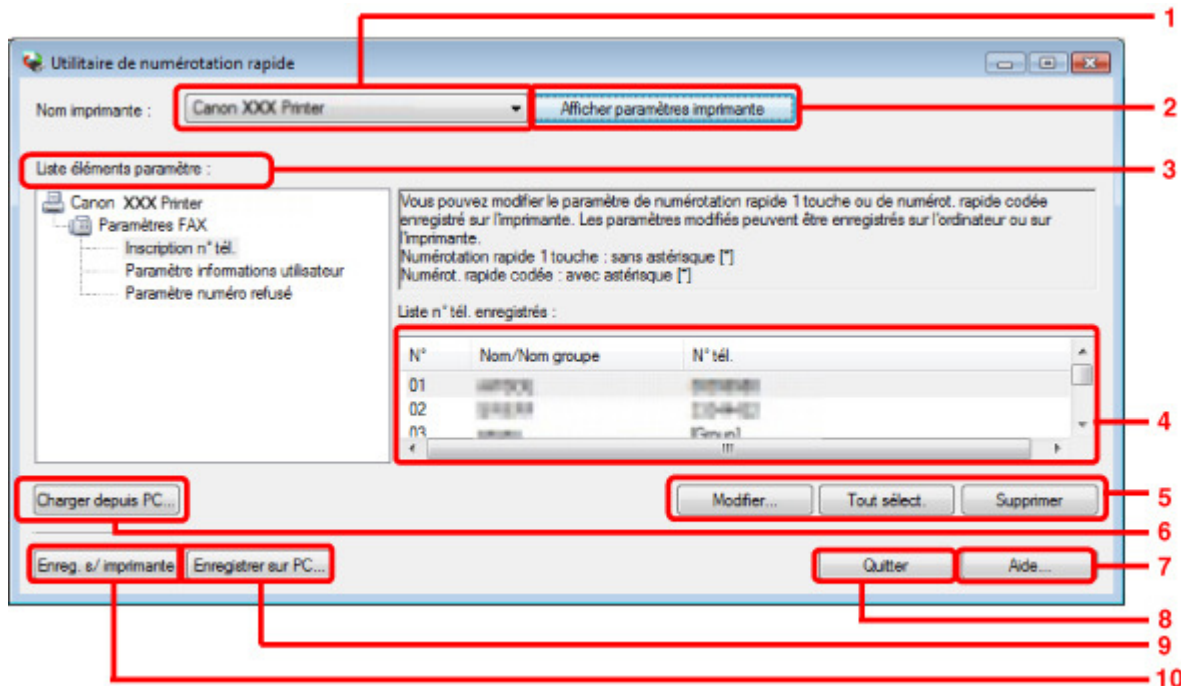 1
Utilitaire de numérotation rapide
Nom imprimante : Canon XXX Printer Afficher paramètres imprimante 2
Liste éléments paramètre : 3
Canon XXX Printer
Paramètres FAX
Inscription n° tél.
Paramètre informations utilisateur
Paramètre numéro refusé
Vous pouvez modifier le paramètre de numérotation rapide 1 touche ou de numérot. rapide codée
enregistré sur l'imprimante. Les paramètres modifiés peuvent être enregistrés sur l'ordinateur ou sur
l'imprimante.
Numérotation rapide 1 touche : sans astérisque [*]
Numérot. rapide codée : avec astérisque [*]
Liste n° tél. enregistrés :
N° Nom/Nom groupe N° tél.
01
02
03 [Group]
4
Charger depuis PC... Modifier... Tout sélect. Supprimer 5
6
Enreg. s/ imprimante Enregistrer sur PC... Quitter Aide... 7
8
9
10